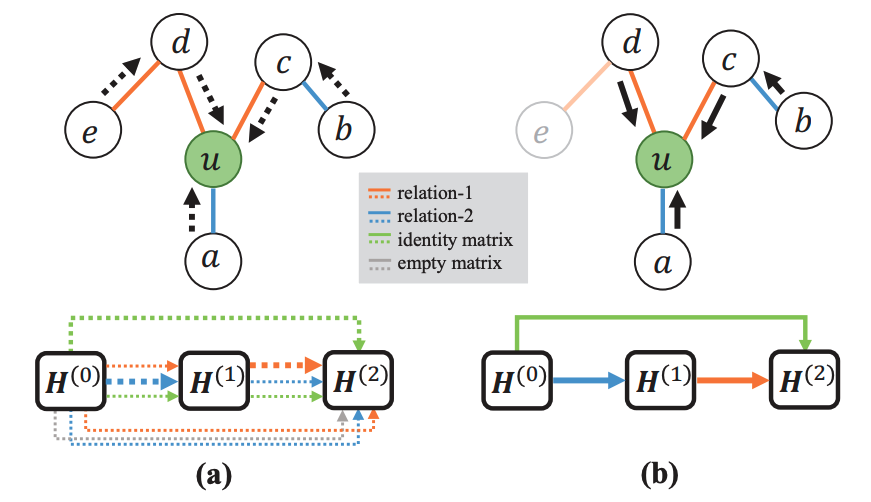 d
c
e
b
u
a
relation-1
relation-2
identity matrix
empty matrix
H(0)
H(1)
H(2)
(a)
d
c
e
b
u
a
H(0)
H(1)
H(2)
(b)